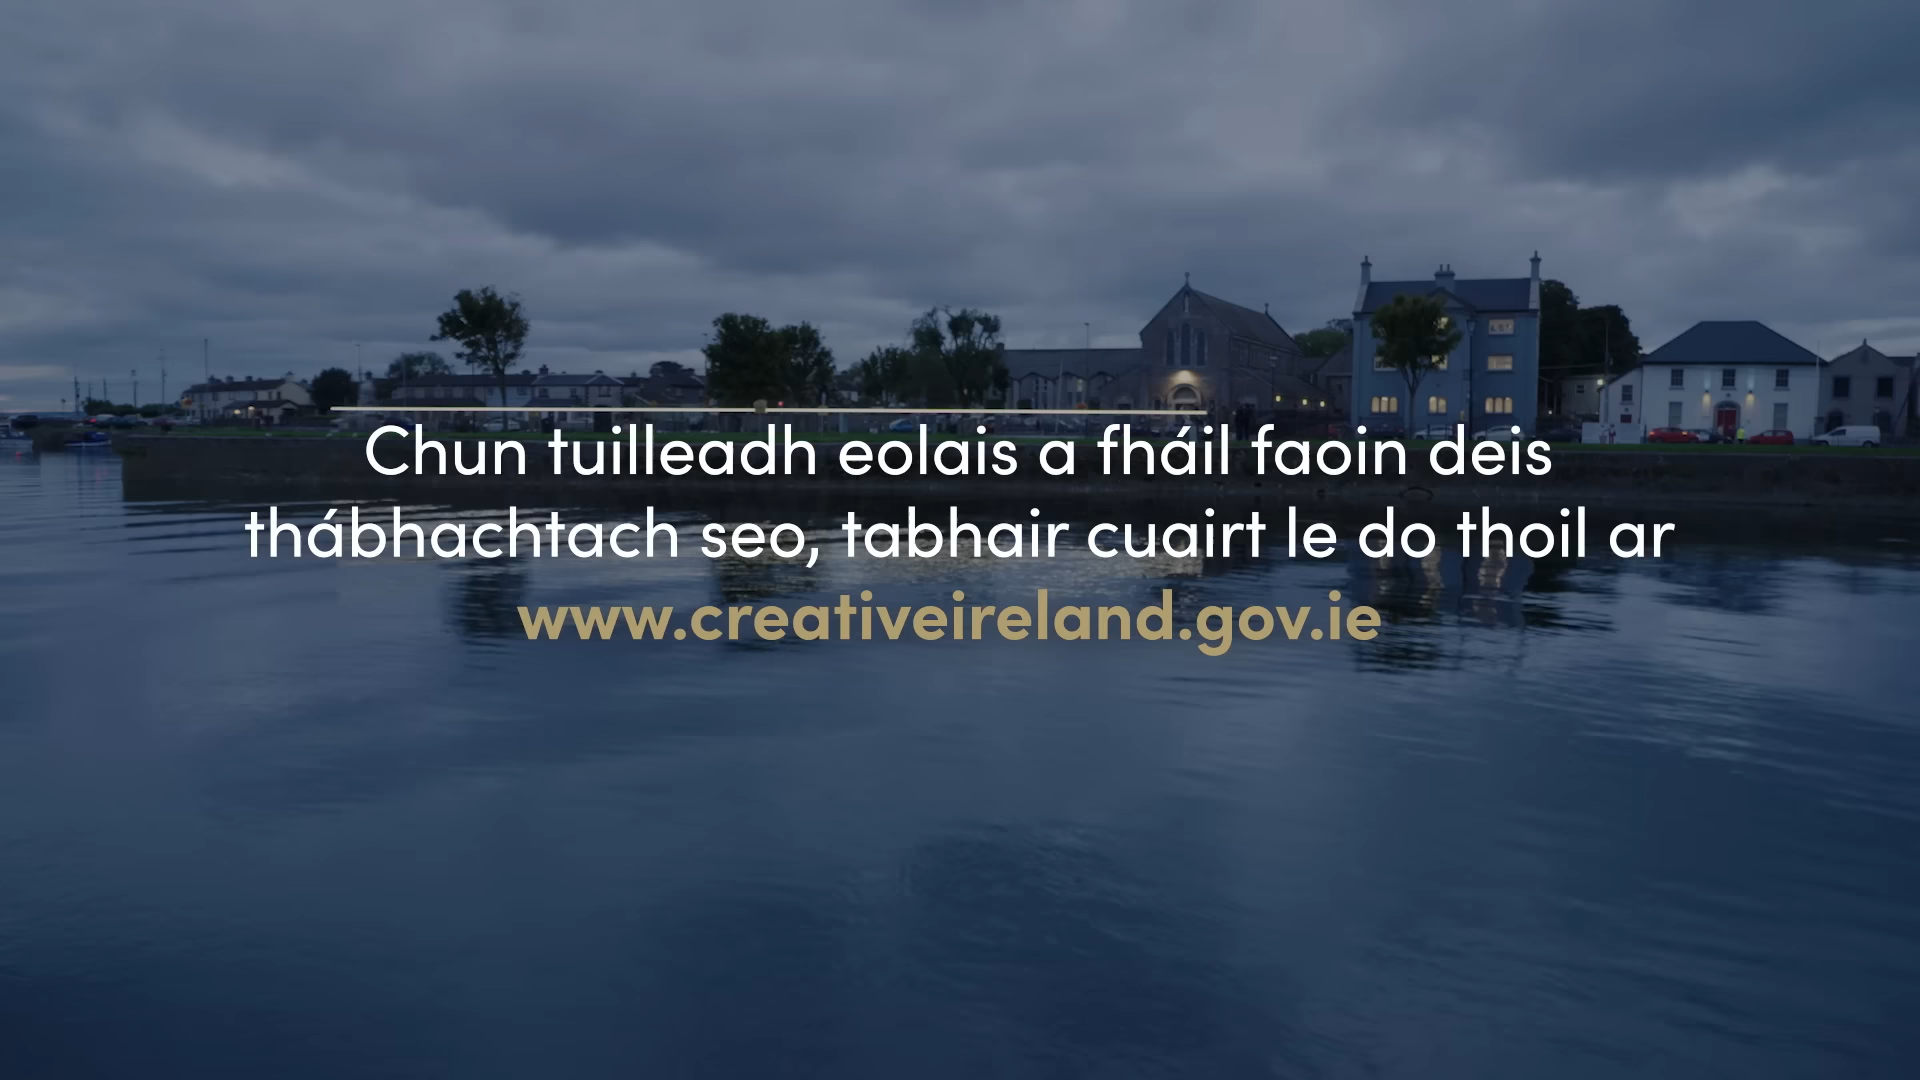 Chun tuilleadh eolais a fháil faoin deis
thábhachtach seo, tabhair cuairt le do thoil ar
www.creativeireland.gov.ie